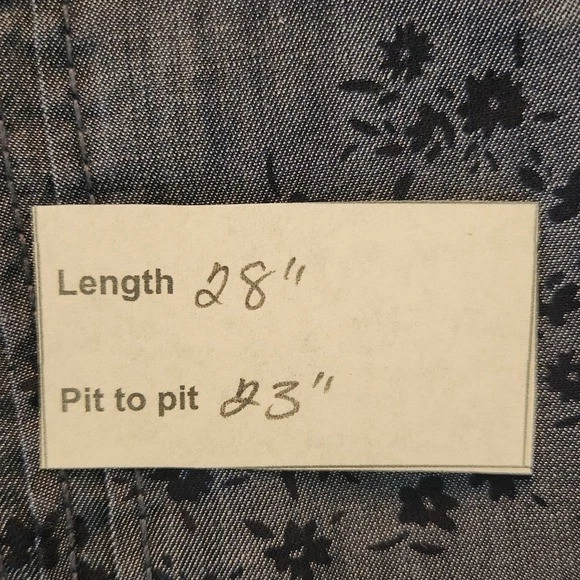 Length 28"
Pit to pit 23"